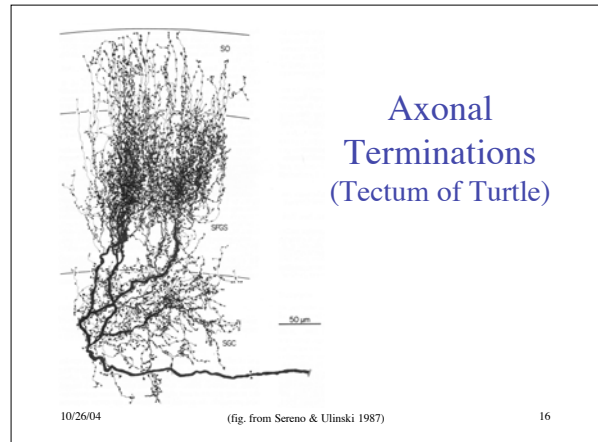 SO
Axonal
Terminations
(Tectum of Turtle)
SFGS
50 µm
SGC
10/26/04
(fig. from Sereno & Ulinski 1987)
16